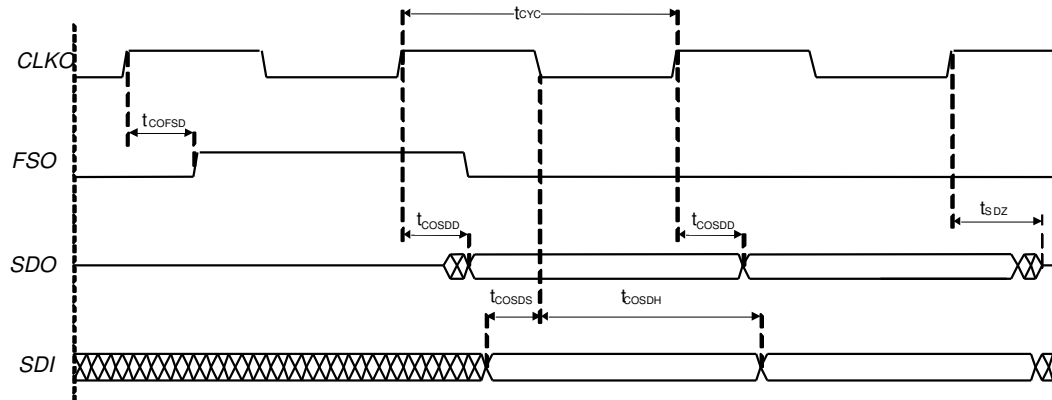 tCYC
CLKO
tCOFSD
FSO
tCOSDD
tCOSDD
tSDZ
SDO
tCOSDS
tCOSDH
SDI